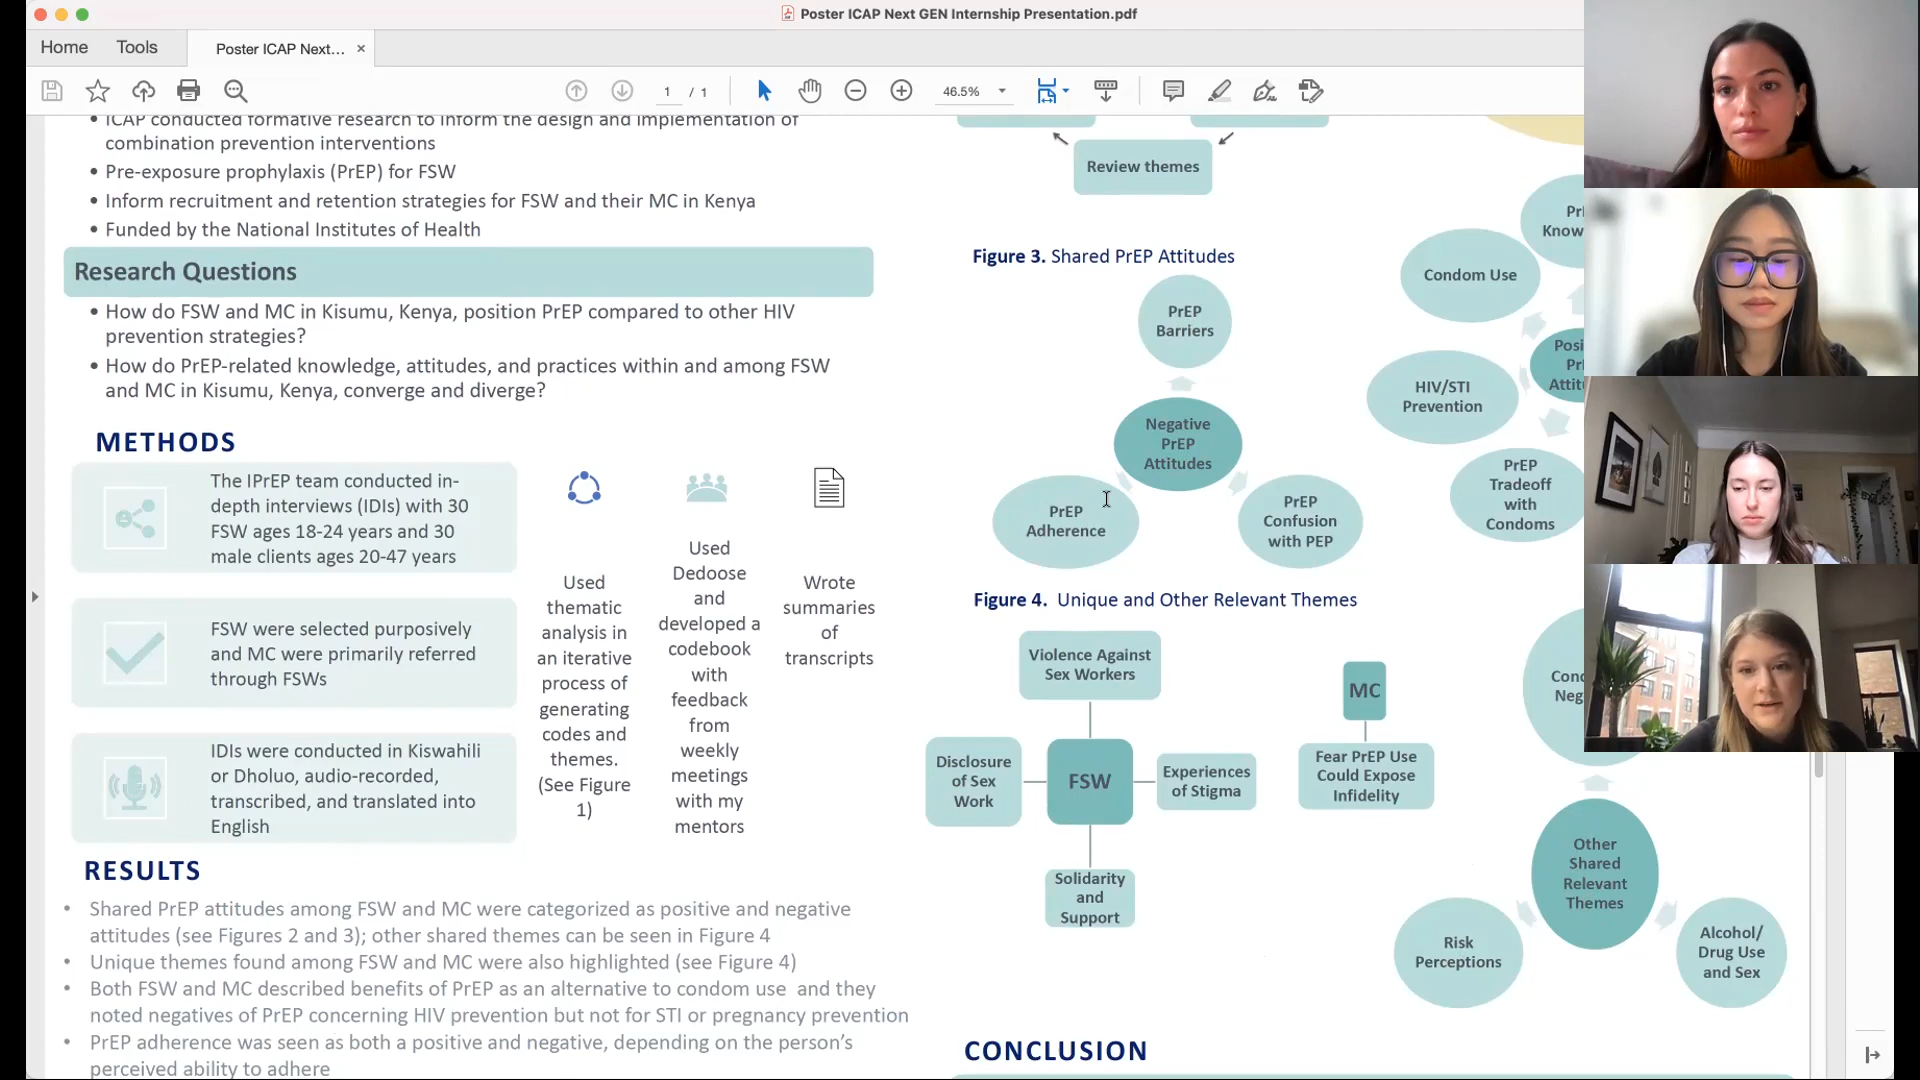 Poster ICAP Next GEN Internship Presentation.pdf
Home
Tools
Poster ICAP Next...
1
/ 1
46.5%
• ICAP conducted formative research to inform the design and implementation of
combination prevention interventions
• Pre-exposure prophylaxis (PrEP) for FSW
• Inform recruitment and retention strategies for FSW and their MC in Kenya
• Funded by the National Institutes of Health
Research Questions
• How do FSW and MC in Kisumu, Kenya, position PrEP compared to other HIV
prevention strategies?
• How do PrEP-related knowledge, attitudes, and practices within and among FSW
and MC in Kisumu, Kenya, converge and diverge?
METHODS
The IPrEP team conducted in-
depth interviews (IDIs) with 30
FSW ages 18-24 years and 30
male clients ages 20-47 years
FSW were selected purposively
and MC were primarily referred
through FSWs
IDIs were conducted in Kiswahili
or Dholuo, audio-recorded,
transcribed, and translated into
English
Used
thematic
analysis in
an iterative
process of
generating
codes and
themes.
(See Figure
1)
Used
Dedoose
and
developed a
codebook
with
feedback
from
weekly
meetings
with my
mentors
Wrote
summaries
of
transcripts
RESULTS
• Shared PrEP attitudes among FSW and MC were categorized as positive and negative
attitudes (see Figures 2 and 3); other shared themes can be seen in Figure 4
• Unique themes found among FSW and MC were also highlighted (see Figure 4)
• Both FSW and MC described benefits of PrEP as an alternative to condom use and they
noted negatives of PrEP concerning HIV prevention but not for STI or pregnancy prevention
• PrEP adherence was seen as both a positive and negative, depending on the person's
perceived ability to adhere
Review themes
Figure 3. Shared PrEP Attitudes
PrEP
Barriers
Negative
PrEP
Attitudes
PrEP
Adherence
PrEP
Confusion
with PEP
Condom Use
HIV/STI
Prevention
PrEP
Tradeoff
with
Condoms
Figure 4. Unique and Other Relevant Themes
Violence Against
Sex Workers
Disclosure
of Sex
Work
FSW
Experiences
of Stigma
Solidarity
and
Support
MC
Fear PrEP Use
Could Expose
Infidelity
Other
Shared
Relevant
Themes
Risk
Perceptions
Alcohol/
Drug Use
and Sex
CONCLUSION